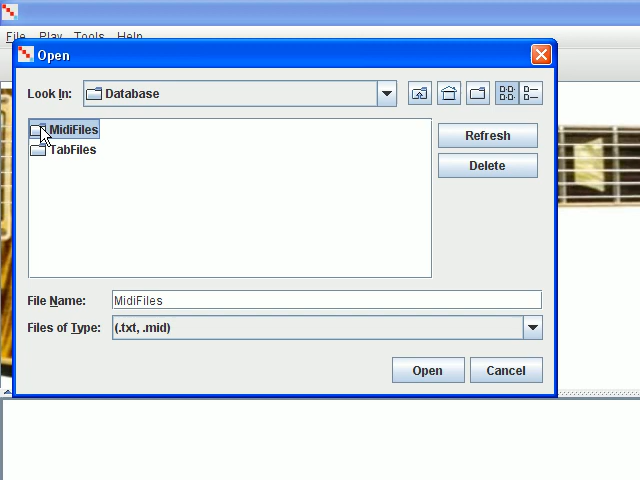 File Play Tools Help
Open
Look In: Database
MidiFiles
TabFiles
Refresh
Delete
File Name: MidiFiles
Files of Type: (.txt, .mid)
Open Cancel